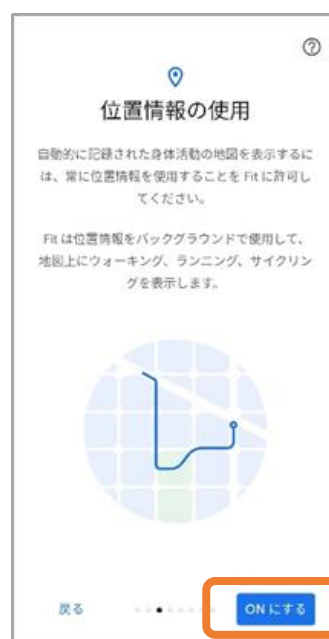 位置情報の使用
自動的に記録された身体活動の地図を表示するに
は、常に位置情報を使用することを Fit に許可し
てください。
Fit は位置情報をバックグラウンドで使用して、
地図上にウォーキング、ランニング、サイクリン
グを表示します。
戻る
ON にする